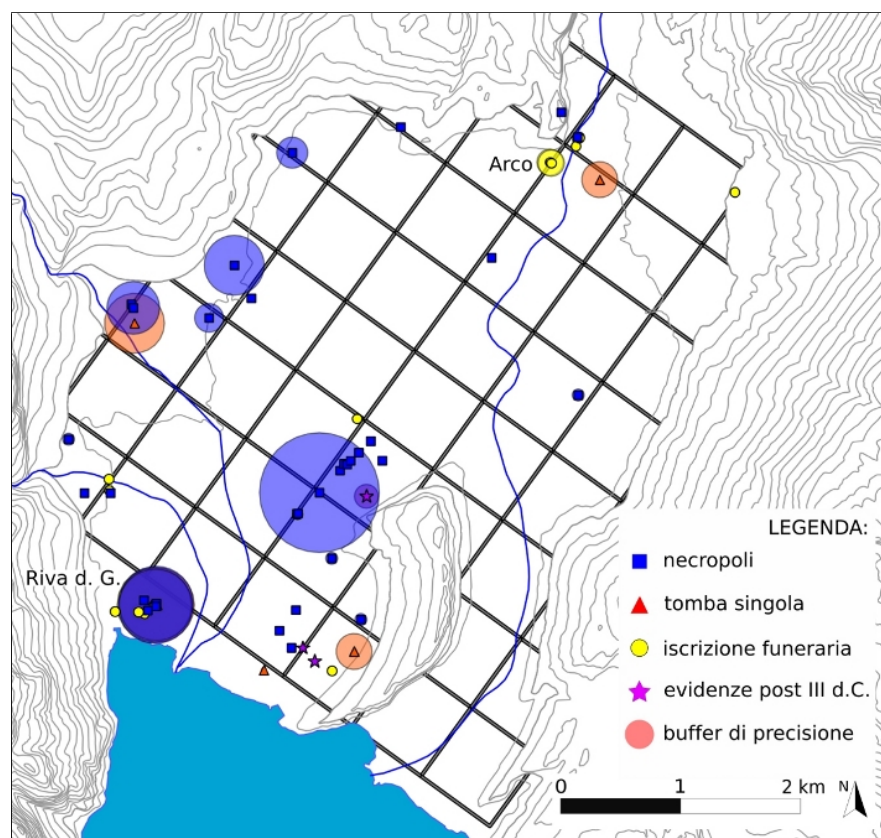 Arco
Riva d. G.
LEGENDA:
necropoli
tomba singola
iscrizione funeraria
evidenze post III d.C.
buffer di precisione
0 1 2 km
N